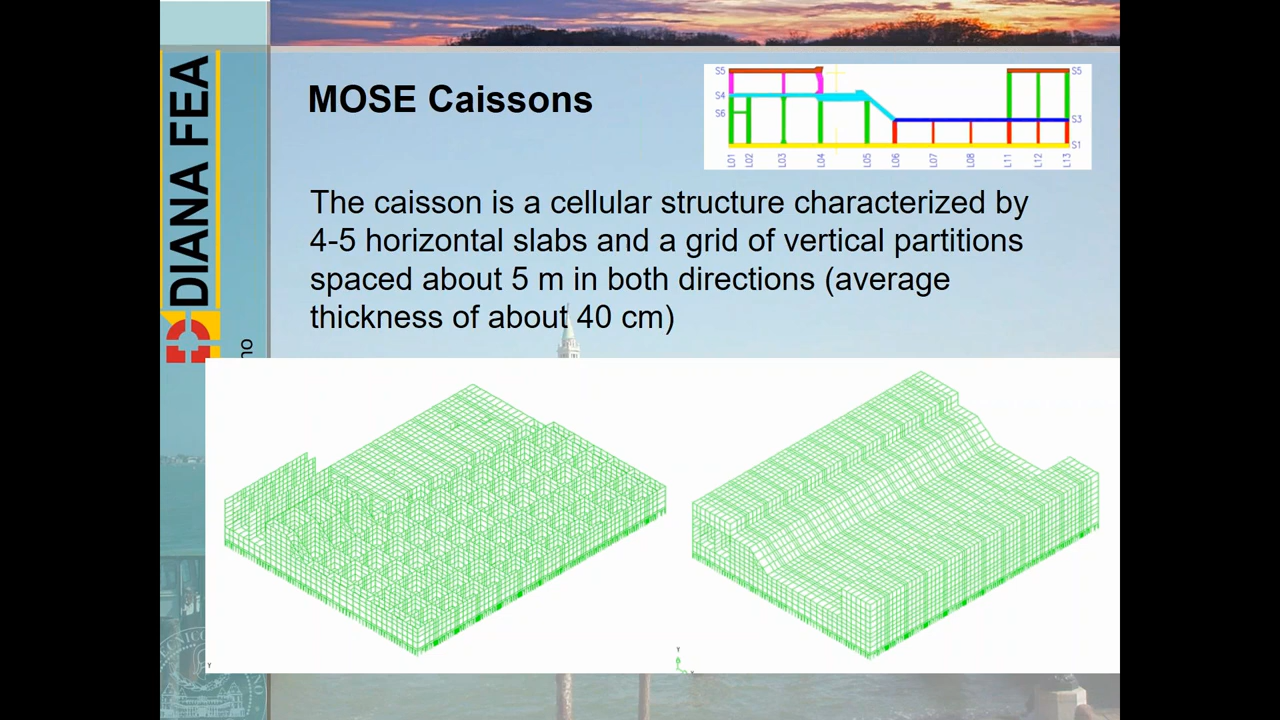 DIANA FEA
no
MOSE Caissons
S5
S4
S6
S5
S3
S1
L01
L02
L03
L04
L05
L06
L07
L08
L11
L12
L13
The caisson is a cellular structure characterized by
4-5 horizontal slabs and a grid of vertical partitions
spaced about 5 m in both directions (average
thickness of about 40 cm)
Y
Y